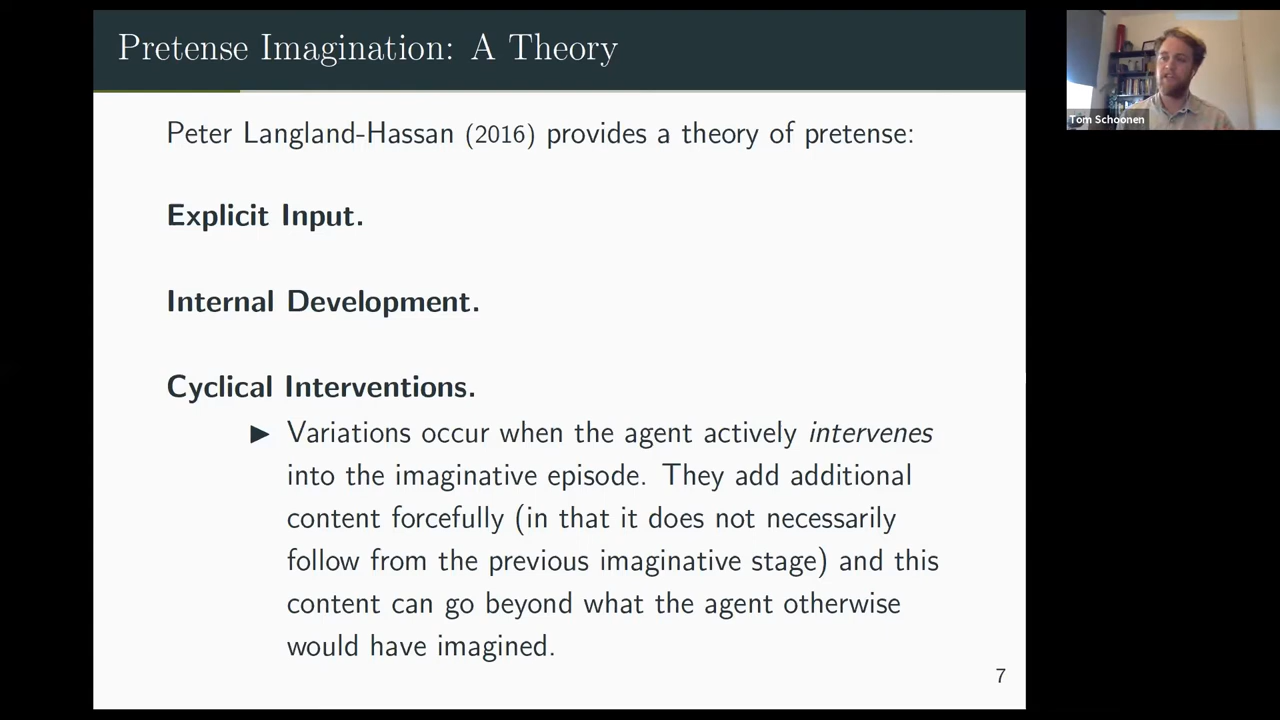 Pretense Imagination: A Theory
Tom Schoonen
Peter Langland-Hassan (2016) provides a theory of pretense:
Explicit Input.
Internal Development.
Cyclical Interventions.
▶ Variations occur when the agent actively intervenes
into the imaginative episode. They add additional
content forcefully (in that it does not necessarily
follow from the previous imaginative stage) and this
content can go beyond what the agent otherwise
would have imagined.
7